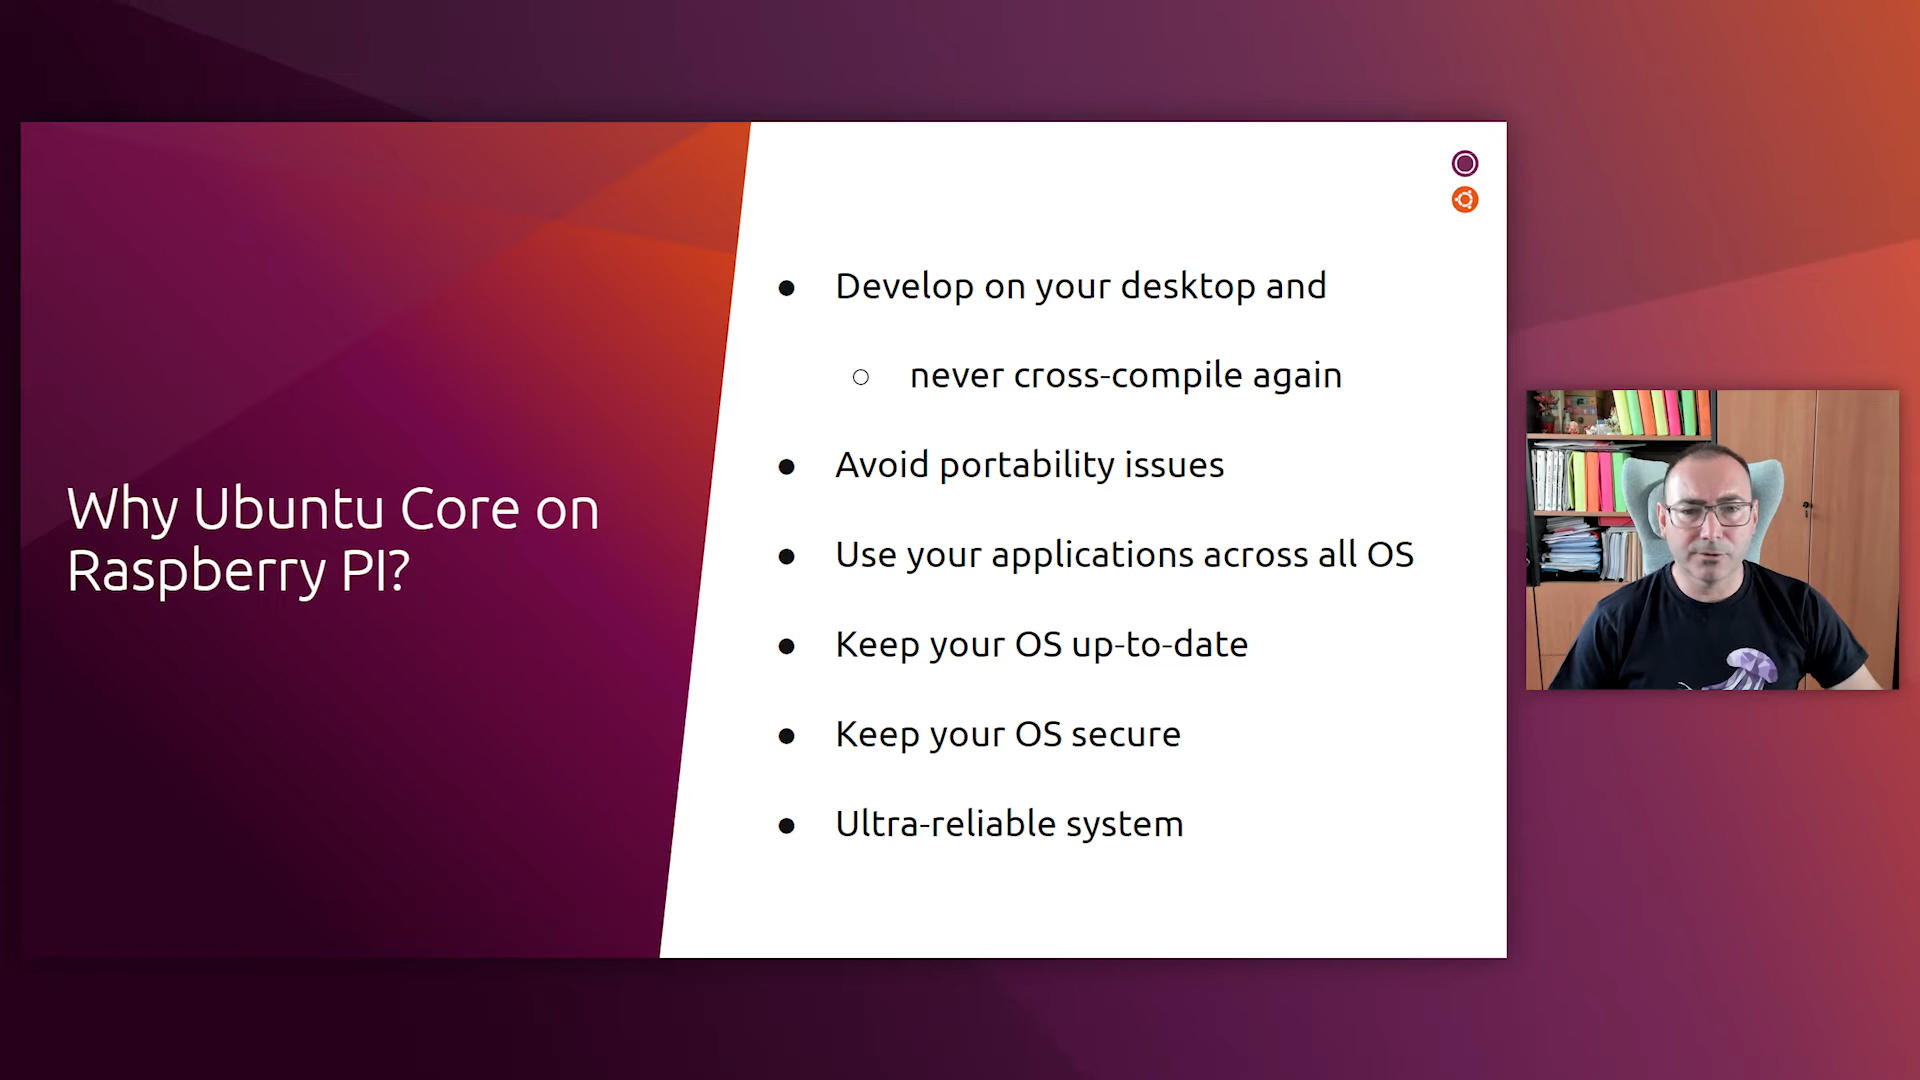 Why Ubuntu Core on
Raspberry PI?
● Develop on your desktop and
○ never cross-compile again
● Avoid portability issues
● Use your applications across all OS
● Keep your OS up-to-date
● Keep your OS secure
● Ultra-reliable system